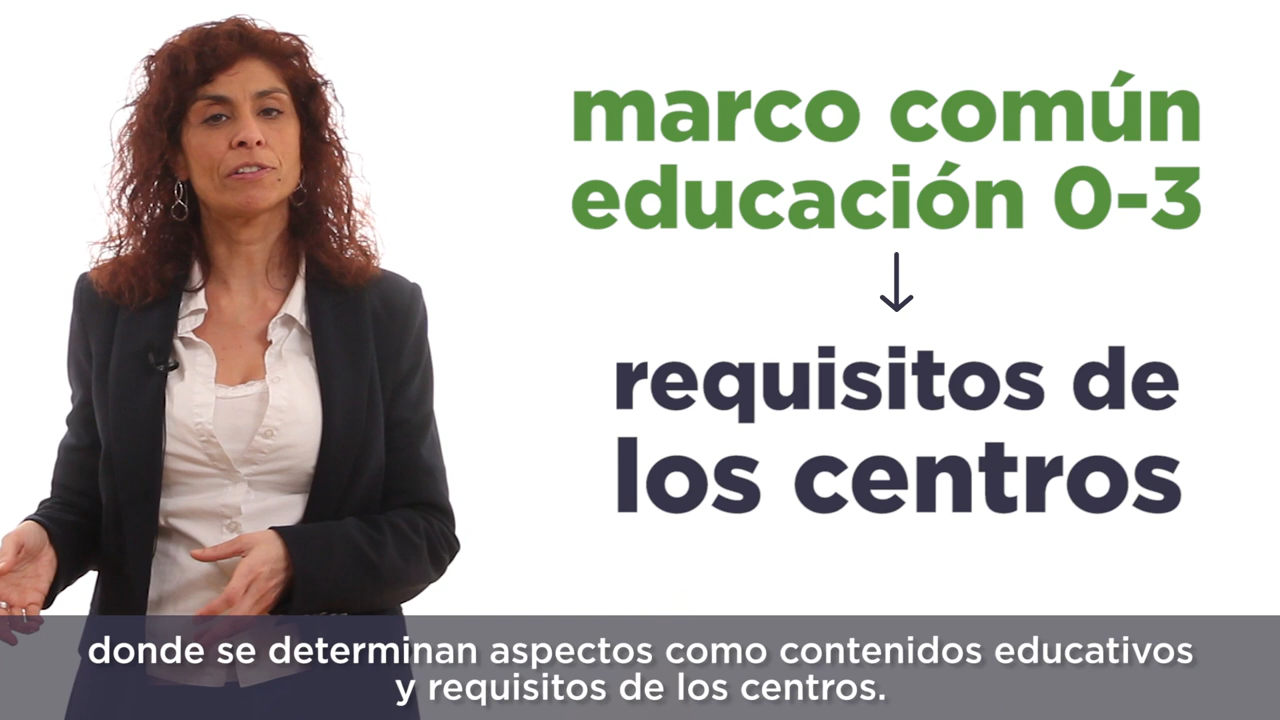 marco común
educación 0-3
requisitos de
los centros
donde se determinan aspectos como contenidos educativos
y requisitos de los centros.